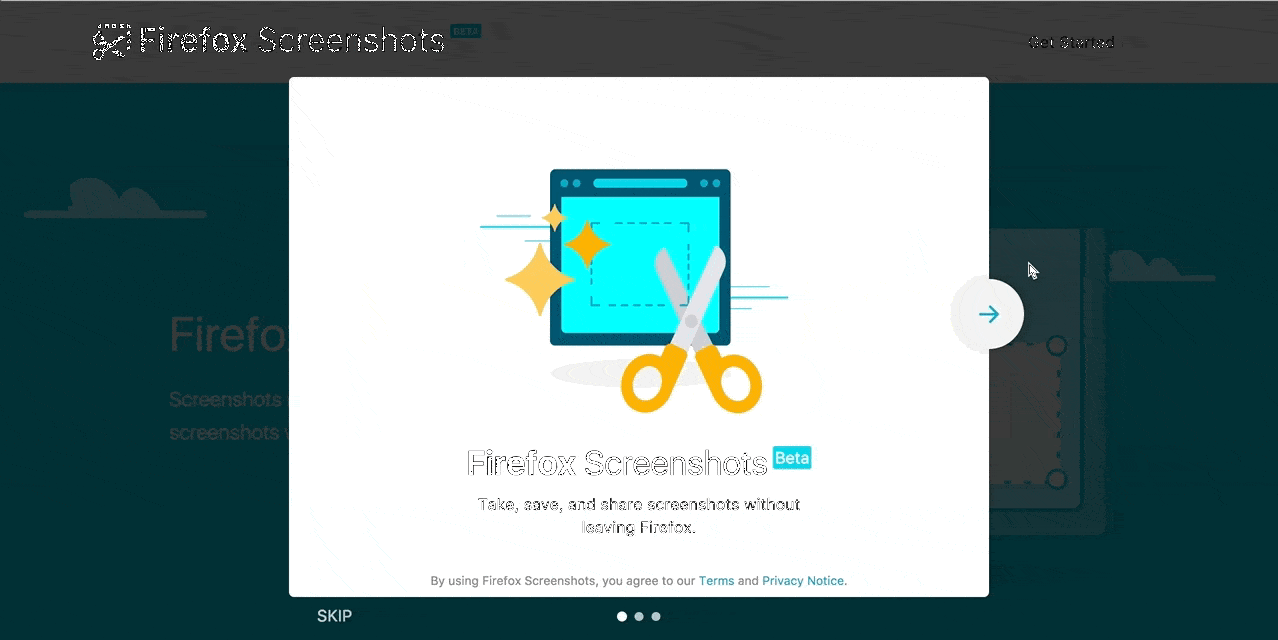 Firefox Screenshots BETA
Get Started
Firefox
Screenshots
screenshots
Firefox Screenshots Beta
Take, save, and share screenshots without
leaving Firefox.
By using Firefox Screenshots, you agree to our Terms and Privacy Notice.
SKIP